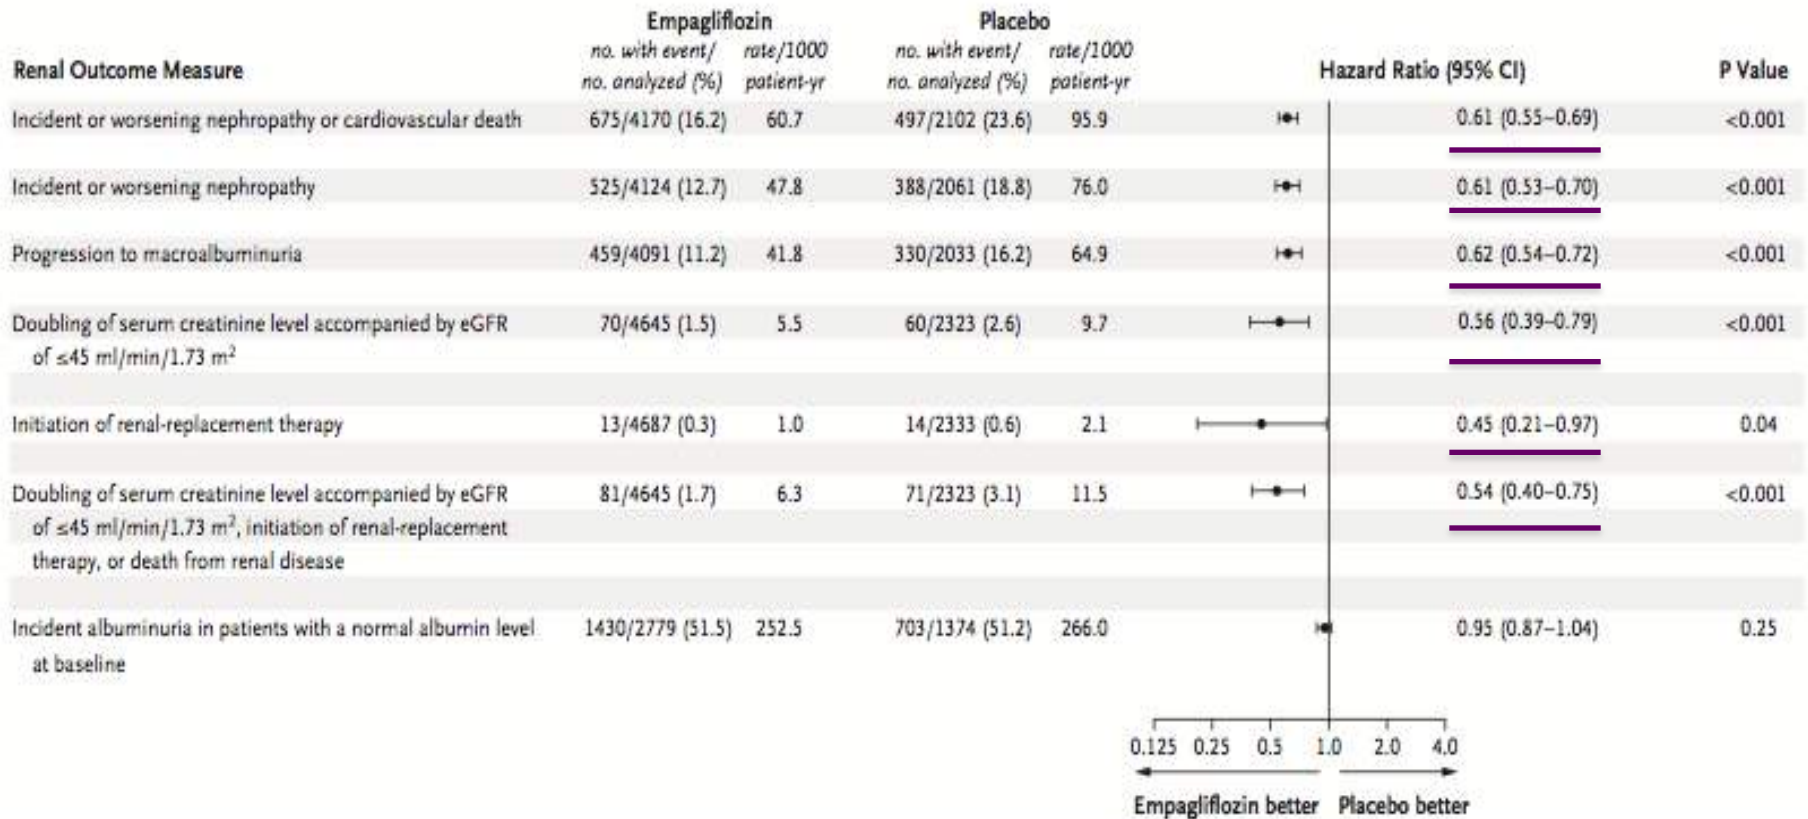 Empagliflozin Placebo
Renal Outcome Measure no. with event/ no. analyzed (%) rate/1000 patient-yr no. with event/ no. analyzed (%) rate/1000 patient-yr Hazard Ratio (95% CI) P Value
Incident or worsening nephropathy or cardiovascular death 675/4170 (16.2) 60.7 497/2102 (23.6) 95.9 0.61 (0.55–0.69) <0.001
Incident or worsening nephropathy 525/4124 (12.7) 47.8 388/2061 (18.8) 76.0 0.61 (0.53–0.70) <0.001
Progression to macroalbuminuria 459/4091 (11.2) 41.8 330/2033 (16.2) 64.9 0.62 (0.54–0.72) <0.001
Doubling of serum creatinine level accompanied by eGFR 70/4645 (1.5) 5.5 60/2323 (2.6) 9.7 0.56 (0.39–0.79) <0.001
of ≤45 ml/min/1.73 m²
Initiation of renal-replacement therapy 13/4687 (0.3) 1.0 14/2333 (0.6) 2.1 0.45 (0.21–0.97) 0.04
Doubling of serum creatinine level accompanied by eGFR 81/4645 (1.7) 6.3 71/2323 (3.1) 11.5 0.54 (0.40–0.75) <0.001
of ≤45 ml/min/1.73 m², initiation of renal-replacement
therapy, or death from renal disease
Incident albuminuria in patients with a normal albumin level 1430/2779 (51.5) 252.5 703/1374 (51.2) 266.0 0.95 (0.87–1.04) 0.25
at baseline
0.125 0.25 0.5 1.0 2.0 4.0
Empagliflozin better Placebo better